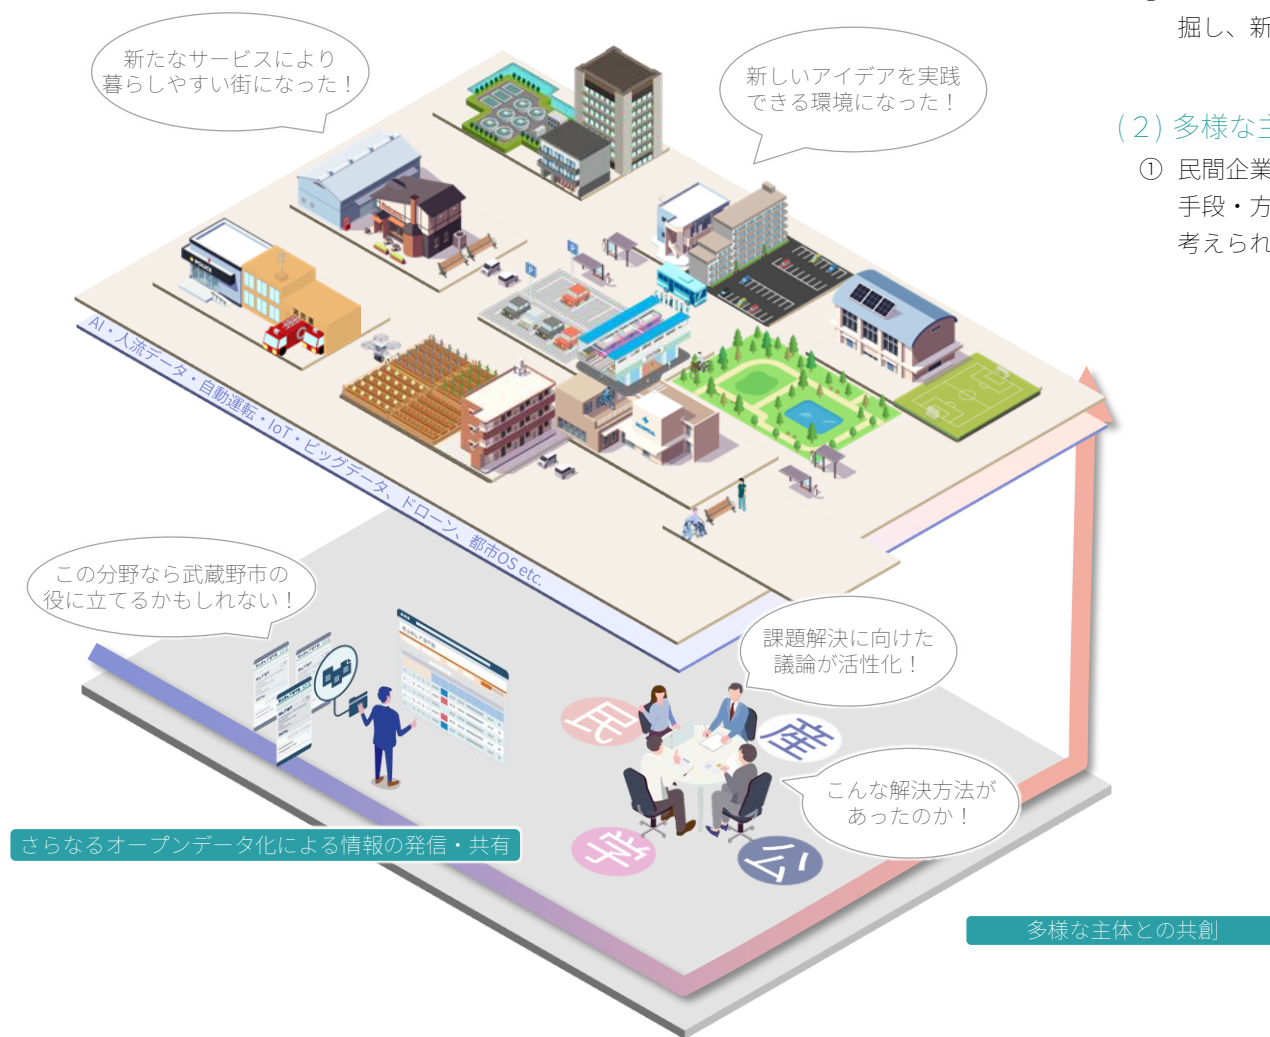 掘し、新
新たなサービスにより
暮らしやすい街になった！
新しいアイデアを実践
できる環境になった！
(２) 多様な主
① 民間企業
手段・方
考えられ
POLICE
P
P
AI・人流データ・自動運転・IoT・ビッグデータ、ドローン、都市OS etc.
この分野なら武蔵野市の
役に立てるかもしれない！
課題解決に向けた
議論が活性化！
民
産
学
公
こんな解決方法が
あったのか！
さらなるオープンデータ化による情報の発信・共有
多様な主体との共創